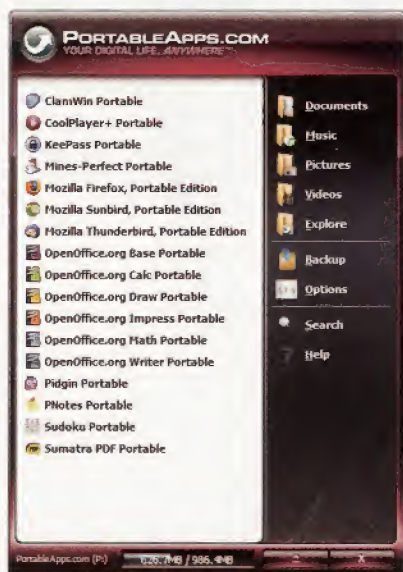 PORTABLEAPPS.COM
YOUR DIGITAL LIFE, ANYWHERE™
ClamWin Portable
CoolPlayer+ Portable
KeePass Portable
Mines-Perfect Portable
Mozilla Firefox, Portable Edition
Mozilla Sunbird, Portable Edition
Mozilla Thunderbird, Portable Edition
OpenOffice.org Base Portable
OpenOffice.org Calc Portable
OpenOffice.org Draw Portable
OpenOffice.org Impress Portable
OpenOffice.org Math Portable
OpenOffice.org Writer Portable
Pidgin Portable
PNotes Portable
Sudoku Portable
Sumatra PDF Portable
Documents
Music
Pictures
Videos
Explore
Backup
Options
Search
Help
PortableApps.com (P:) 626.7MB / 986.4MB X